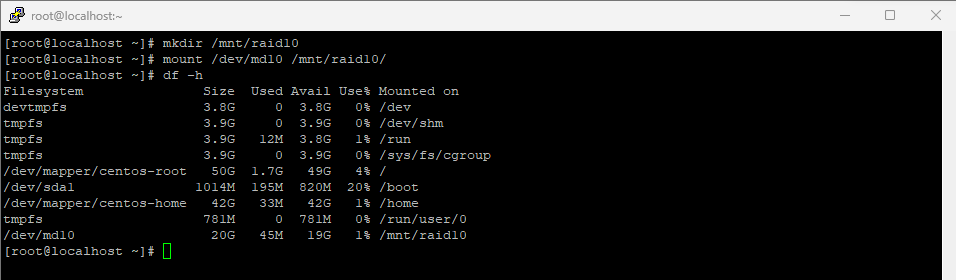 root@localhost:~
[root@localhost ~]# mkdir /mnt/raid10
[root@localhost ~]# mount /dev/md10 /mnt/raid10/
[root@localhost ~]# df -h
Filesystem Size Used Avail Use% Mounted on
devtmpfs 3.8G 0 3.8G 0% /dev
tmpfs 3.9G 0 3.9G 0% /dev/shm
tmpfs 3.9G 12M 3.8G 1% /run
tmpfs 3.9G 0 3.9G 0% /sys/fs/cgroup
/dev/mapper/centos-root 50G 1.7G 49G 4% /
/dev/sda1 1014M 195M 820M 20% /boot
/dev/mapper/centos-home 42G 33M 42G 1% /home
tmpfs 781M 0 781M 0% /run/user/0
/dev/md10 20G 45M 19G 1% /mnt/raid10
[root@localhost ~]#